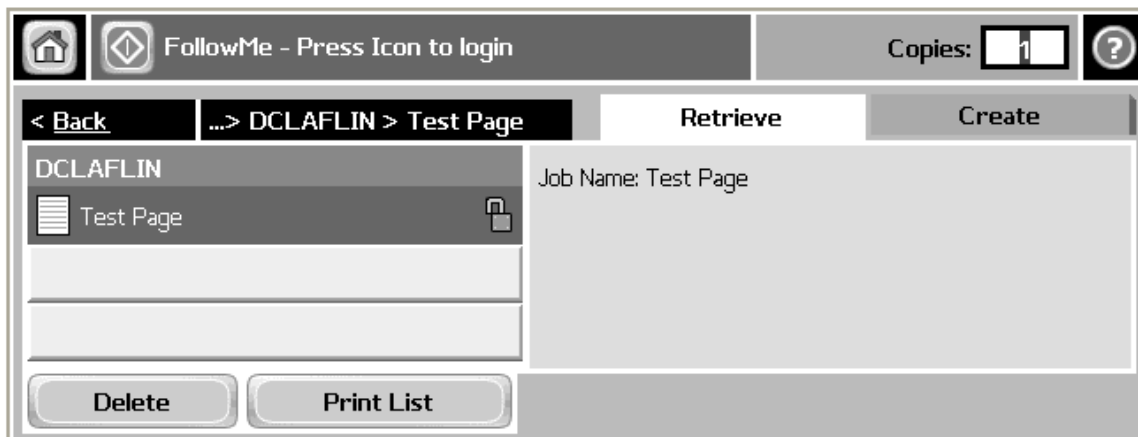 FollowMe - Press Icon to login
Copies: 1
?
< Back
...> DCLAFLIN > Test Page
Retrieve
Create
DCLAFLIN
Test Page
Job Name: Test Page
Delete
Print List